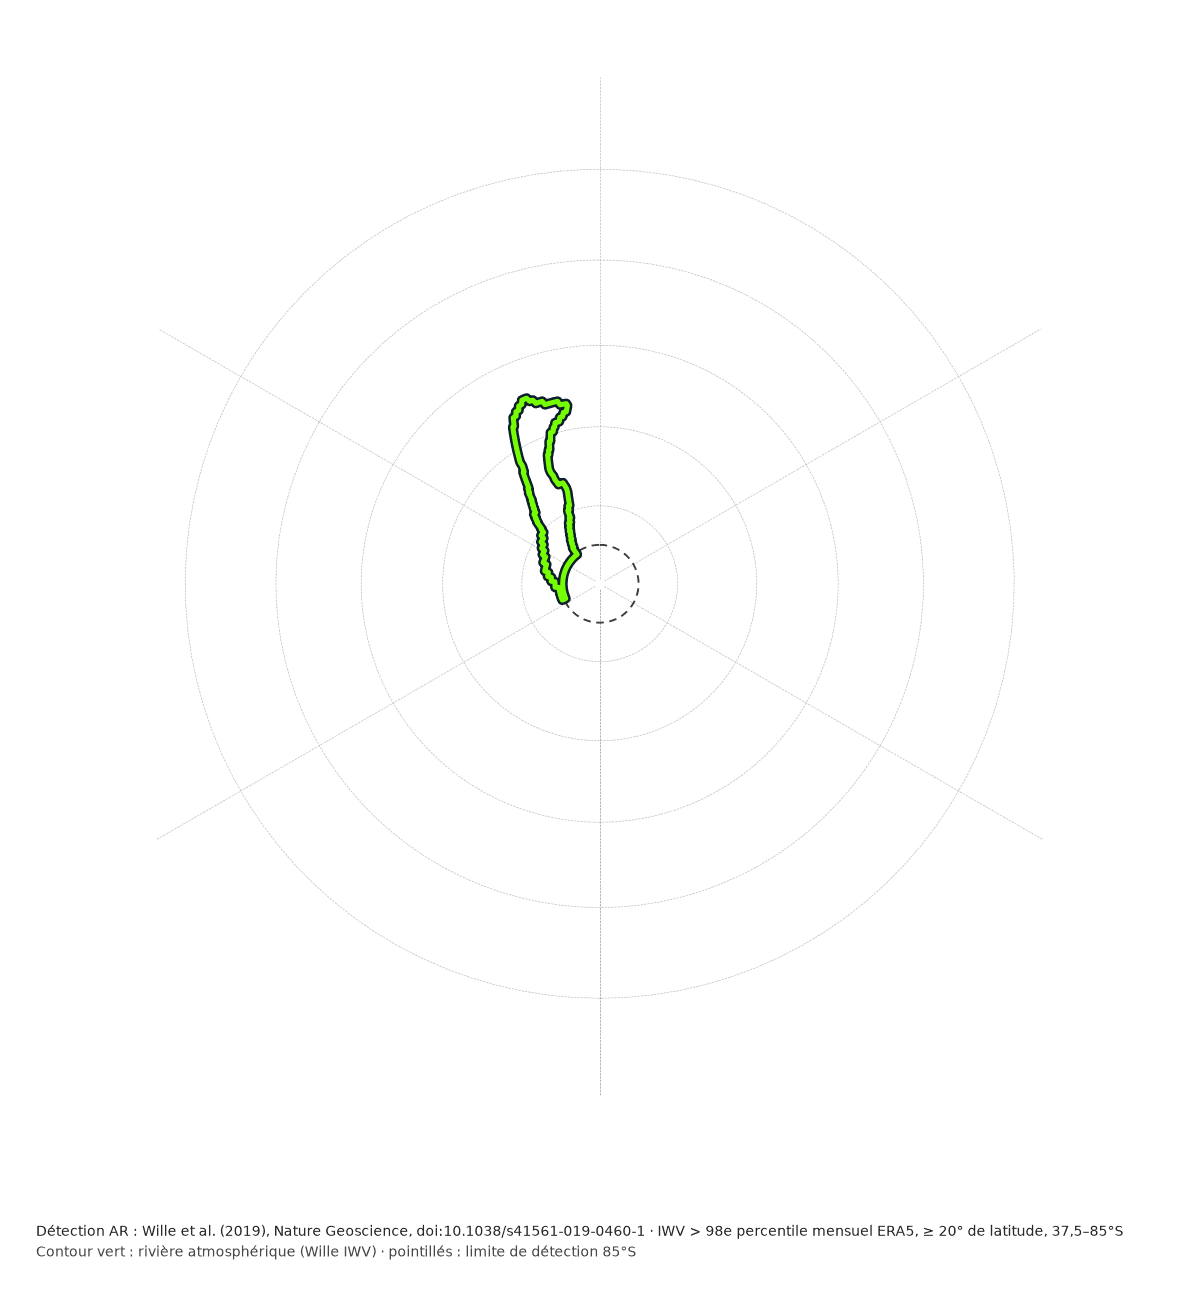 Détection AR : Wille et al. (2019), Nature Geoscience, doi:10.1038/s41561-019-0460-1 · IWV > 98e percentile mensuel ERA5, ≥ 20° de latitude, 37,5–85°S
Contour vert : rivière atmosphérique (Wille IWV) · pointillés : limite de détection 85°S